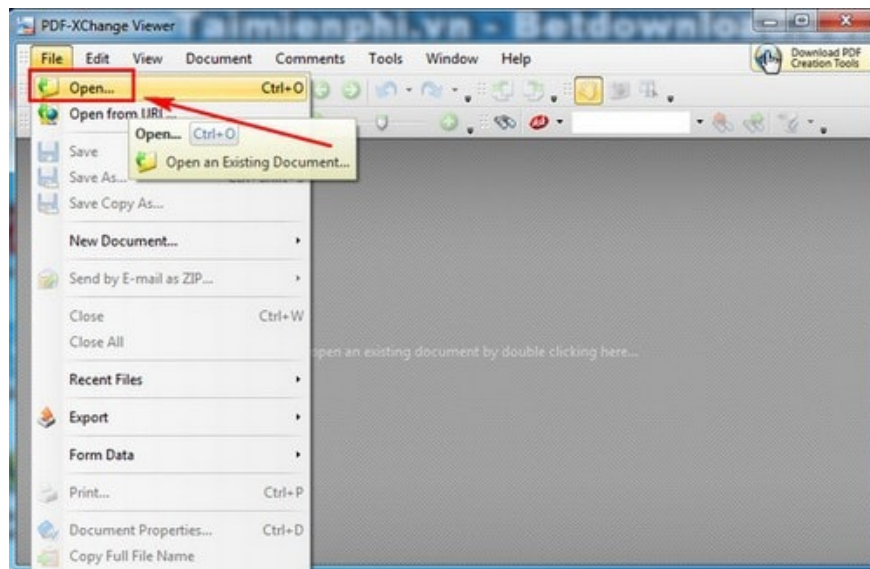 PDF-XChange Viewer
Taimienphi.vn - Betdownlo
File Edit View Document Comments Tools Window Help
Download PDF
Creation Tools
Open... Ctrl+O
Open from URL...
Open... Ctrl+O
Open an Existing Document...
Save
Save As...
Save Copy As...
New Document...
Send by E-mail as ZIP...
Close Ctrl+W
Close All
open an existing document by double clicking here...
Recent Files
Export
Form Data
Print... Ctrl+P
Document Properties... Ctrl+D
Copy Full File Name